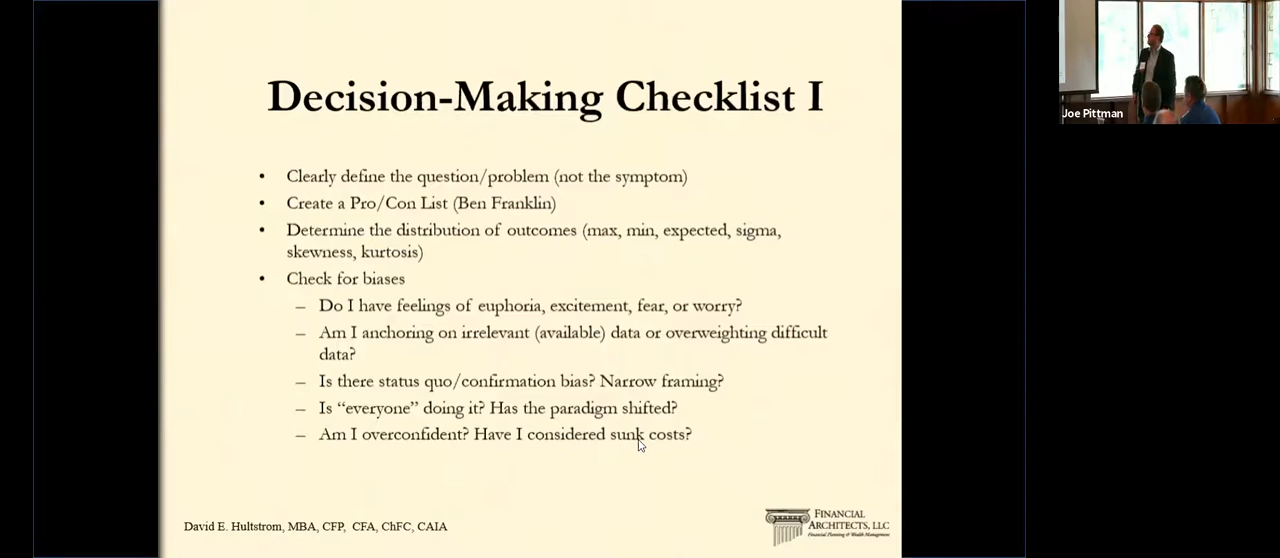 Decision-Making Checklist I
• Clearly define the question/problem (not the symptom)
• Create a Pro/Con List (Ben Franklin)
• Determine the distribution of outcomes (max, min, expected, sigma,
skewness, kurtosis)
• Check for biases
– Do I have feelings of euphoria, excitement, fear, or worry?
– Am I anchoring on irrelevant (available) data or overweighting difficult
data?
– Is there status quo/confirmation bias? Narrow framing?
– Is “everyone” doing it? Has the paradigm shifted?
– Am I overconfident? Have I considered sunk costs?
David E. Hultstrom, MBA, CFP, CFA, ChFC, CAIA
FINANCIAL
ARCHITECTS, LLC
Financial Planning & Wealth Management
Joe Pittman